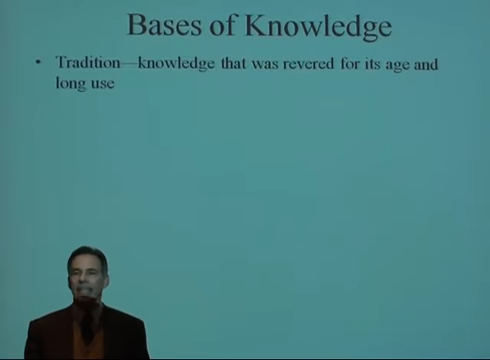 Bases of Knowledge
• Tradition—knowledge that was revered for its age and
long use